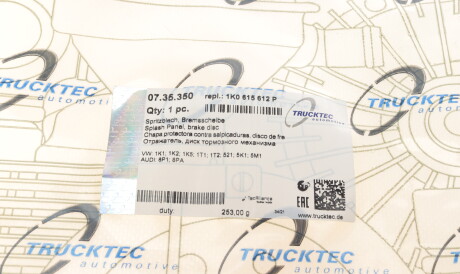 TRUCKTEC
automotive
07.35.350
repl.: 1K0 615 612 P
Qty: 1 pc.
TRUCKTEC
Spritzblech, Bremsscheibe
Splash Panel, brake disc
Chapa protectora contra salpicaduras, disco de fre
Отражатель, диск тормозного механизма
VW: 1K1, 1K2, 1K5, 1T1, 1T2, 521, 5K1, 5M1
AUDI: 8P1, 8PA
TecAlliance
EAC
duty:
253,00 g
www.trucktec.de
TRUCKTEC
automotive
TRUCKTEC
automotive